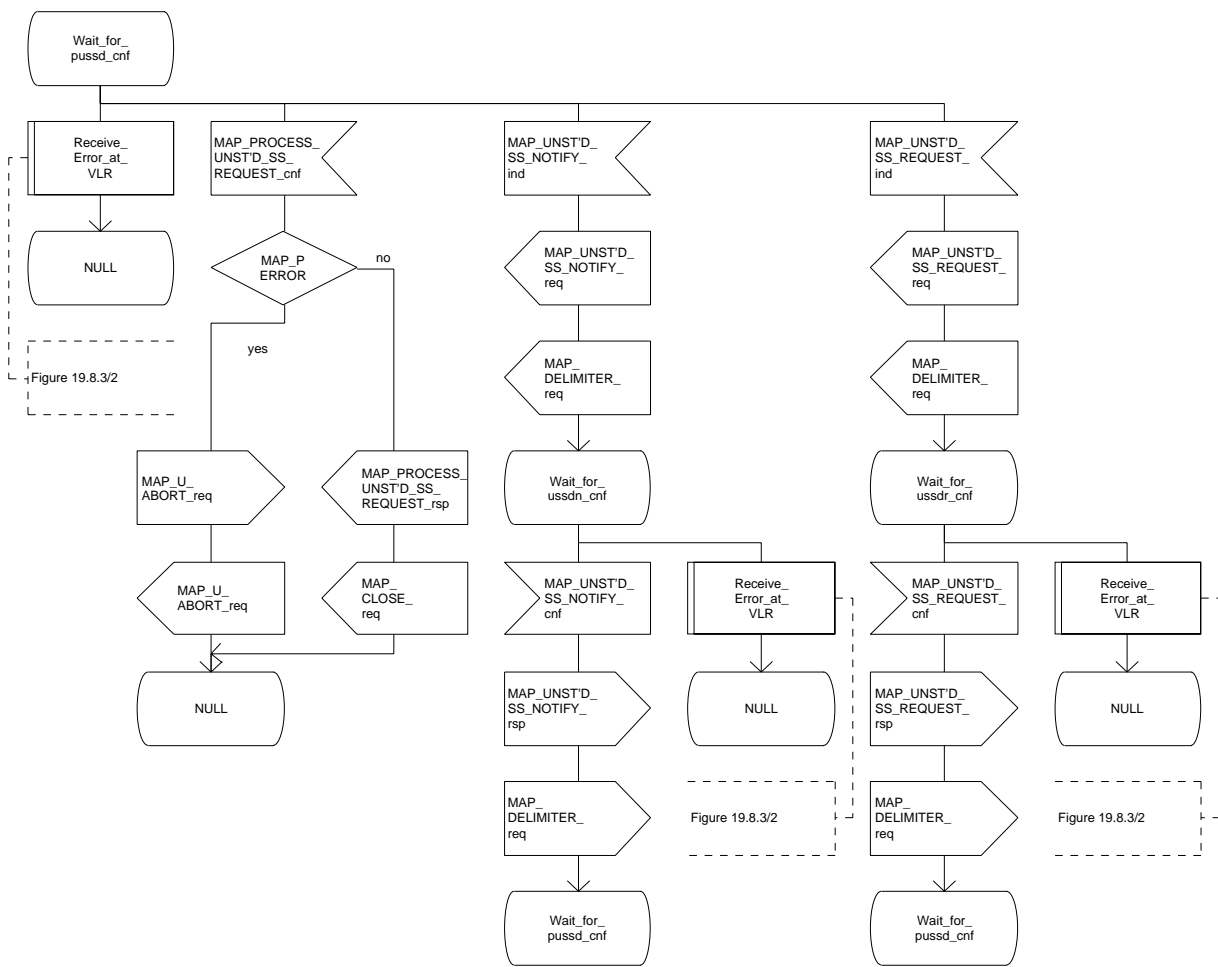 Wait_for_
pussd_cnf
Receive_
Error_at_
VLR
MAP_PROCESS_
UNST'D_SS_
REQUEST_cnf
MAP_UNST'D_
SS_NOTIFY_
ind
MAP_UNST'D_
SS_REQUEST_
ind
NULL
MAP_P
ERROR
no
MAP_UNST'D_
SS_NOTIFY_
req
MAP_UNST'D_
SS_REQUEST_
req
yes
Figure 19.8.3/2
MAP_
DELIMITER_
req
MAP_
DELIMITER_
req
MAP_U_
ABORT_req
MAP_PROCESS_
UNST'D_SS_
REQUEST_rsp
Wait_for_
ussdn_cnf
Wait_for_
ussdr_cnf
MAP_U_
ABORT_req
MAP_
CLOSE_
req
MAP_UNST'D_
SS_NOTIFY_
cnf
Receive_
Error_at_
VLR
MAP_UNST'D_
SS_REQUEST_
cnf
Receive_
Error_at_
VLR
NULL
MAP_UNST'D_
SS_NOTIFY_
rsp
NULL
MAP_UNST'D_
SS_REQUEST_
rsp
NULL
MAP_
DELIMITER_
req
Figure 19.8.3/2
MAP_
DELIMITER_
req
Figure 19.8.3/2
Wait_for_
pussd_cnf
Wait_for_
pussd_cnf